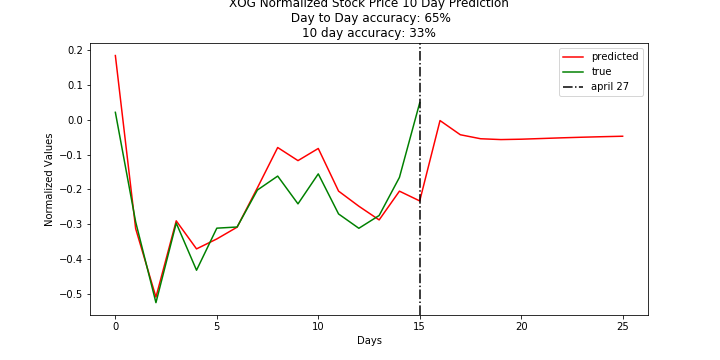 XOG Normalized Stock Price 10 Day Prediction
Day to Day accuracy: 65%
10 day accuracy: 33%
predicted
true
april 27
Normalized Values
0.2
0.1
0.0
−0.1
−0.2
−0.3
−0.4
−0.5
0 5 10 15 20 25
Days